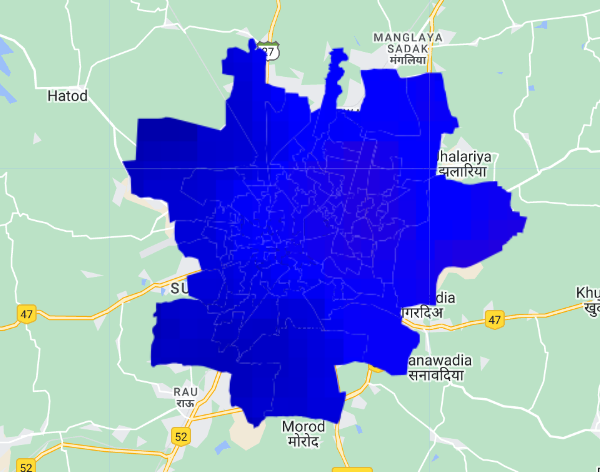 MANGLAYA
SADAK
मंगलिया
Hatod
halariya
झलारिया
SU
47
dia
गरदिअ
47
Khu
खु
anawadia
सनावदिया
RAU
राऊ
52
Morod
मोरोद
52